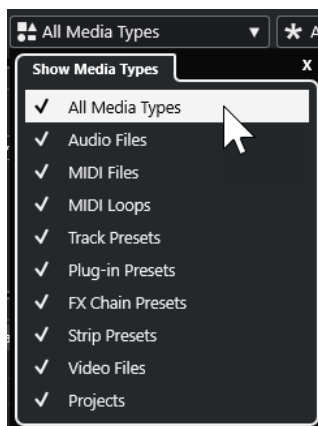 All Media Types
Show Media Types
X
All Media Types
Audio Files
MIDI Files
MIDI Loops
Track Presets
Plug-in Presets
FX Chain Presets
Strip Presets
Video Files
Projects